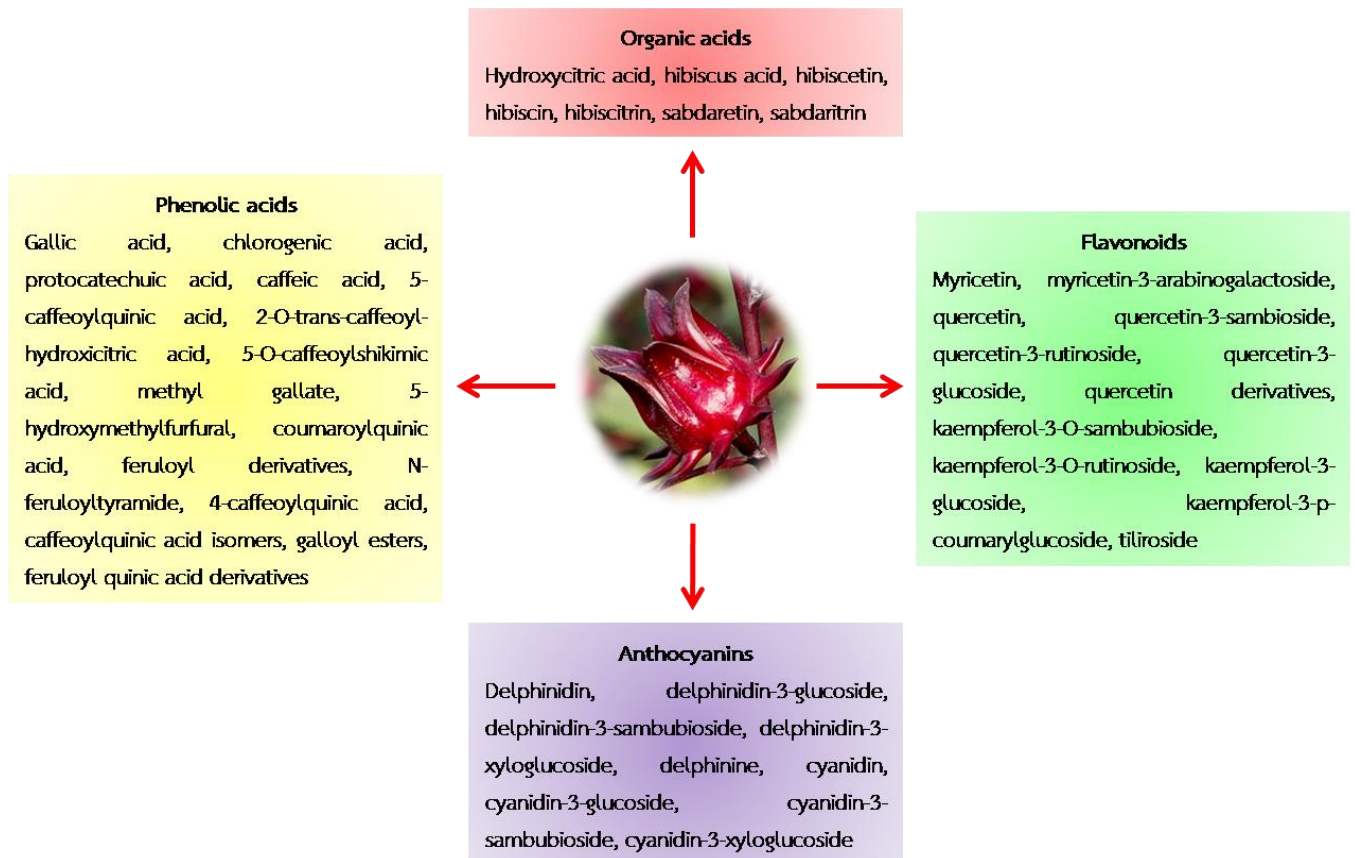 Organic acids
Hydroxycitric acid, hibiscus acid, hibiscetin,
hibiscin, hibiscitrin, sabdaretin, sabdaritrin
Phenolic acids
Gallic acid, chlorogenic acid,
protocatechuic acid, caffeic acid, 5-
caffeoylquinic acid, 2-O-trans-caffeoyl-
hydroxicitric acid, 5-O-caffeoylshikimic
acid, methyl gallate, 5-
hydroxymethylfurfural, coumaroylquinic
acid, feruloyl derivatives, N-
feruloyltyramide, 4-caffeoylquinic acid,
caffeoylquinic acid isomers, galloyl esters,
feruloyl quinic acid derivatives
Flavonoids
Myricetin, myricetin-3-arabinogalactoside,
quercetin, quercetin-3-sambioside,
quercetin-3-rutinoside, quercetin-3-
glucoside, quercetin derivatives,
kaempferol-3-O-sambubioside,
kaempferol-3-O-rutinoside, kaempferol-3-
glucoside, kaempferol-3-p-
coumarylglucoside, tiliroside
Anthocyanins
Delphinidin, delphinidin-3-glucoside,
delphinidin-3-sambubioside, delphinidin-3-
xyloglucoside, delphinine, cyanidin,
cyanidin-3-glucoside, cyanidin-3-
sambubioside, cyanidin-3-xyloglucoside